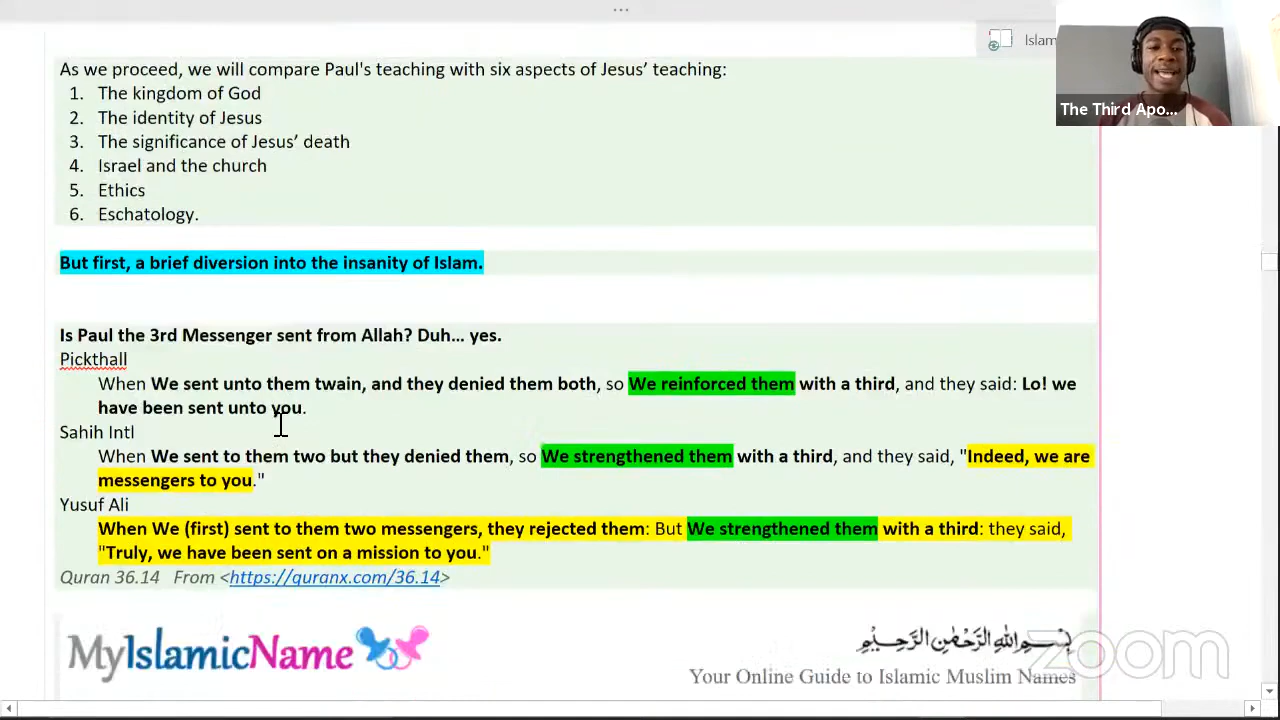 Islam
The Third Apo...
As we proceed, we will compare Paul's teaching with six aspects of Jesus’ teaching:
1. The kingdom of God
2. The identity of Jesus
3. The significance of Jesus’ death
4. Israel and the church
5. Ethics
6. Eschatology.
But first, a brief diversion into the insanity of Islam.
Is Paul the 3rd Messenger sent from Allah? Duh... yes.
Pickthall
When We sent unto them twain, and they denied them both, so We reinforced them with a third, and they said: Lo! we
have been sent unto you.
Sahih Intl
When We sent to them two but they denied them, so We strengthened them with a third, and they said, "Indeed, we are
messengers to you."
Yusuf Ali
When We (first) sent to them two messengers, they rejected them: But We strengthened them with a third: they said,
"Truly, we have been sent on a mission to you."
Quran 36.14 From <https://quranx.com/36.14>
MyIslamicName
بسم الله الرحمن الرحيم
Your Online Guide to Islamic Muslim Names
zoom